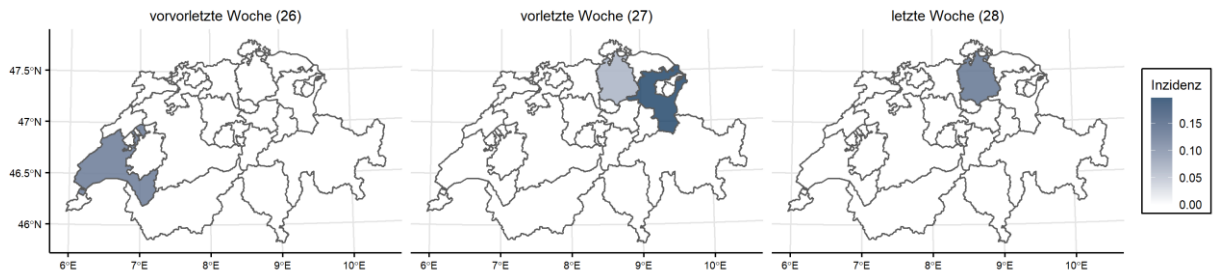 vorvorletzte Woche (26)
vorletzte Woche (27)
letzte Woche (28)
47.5°N
47°N
46.5°N
46°N
6°E 7°E 8°E 9°E 10°E
6°E 7°E 8°E 9°E 10°E
6°E 7°E 8°E 9°E 10°E
Inzidenz
0.15
0.10
0.05
0.00